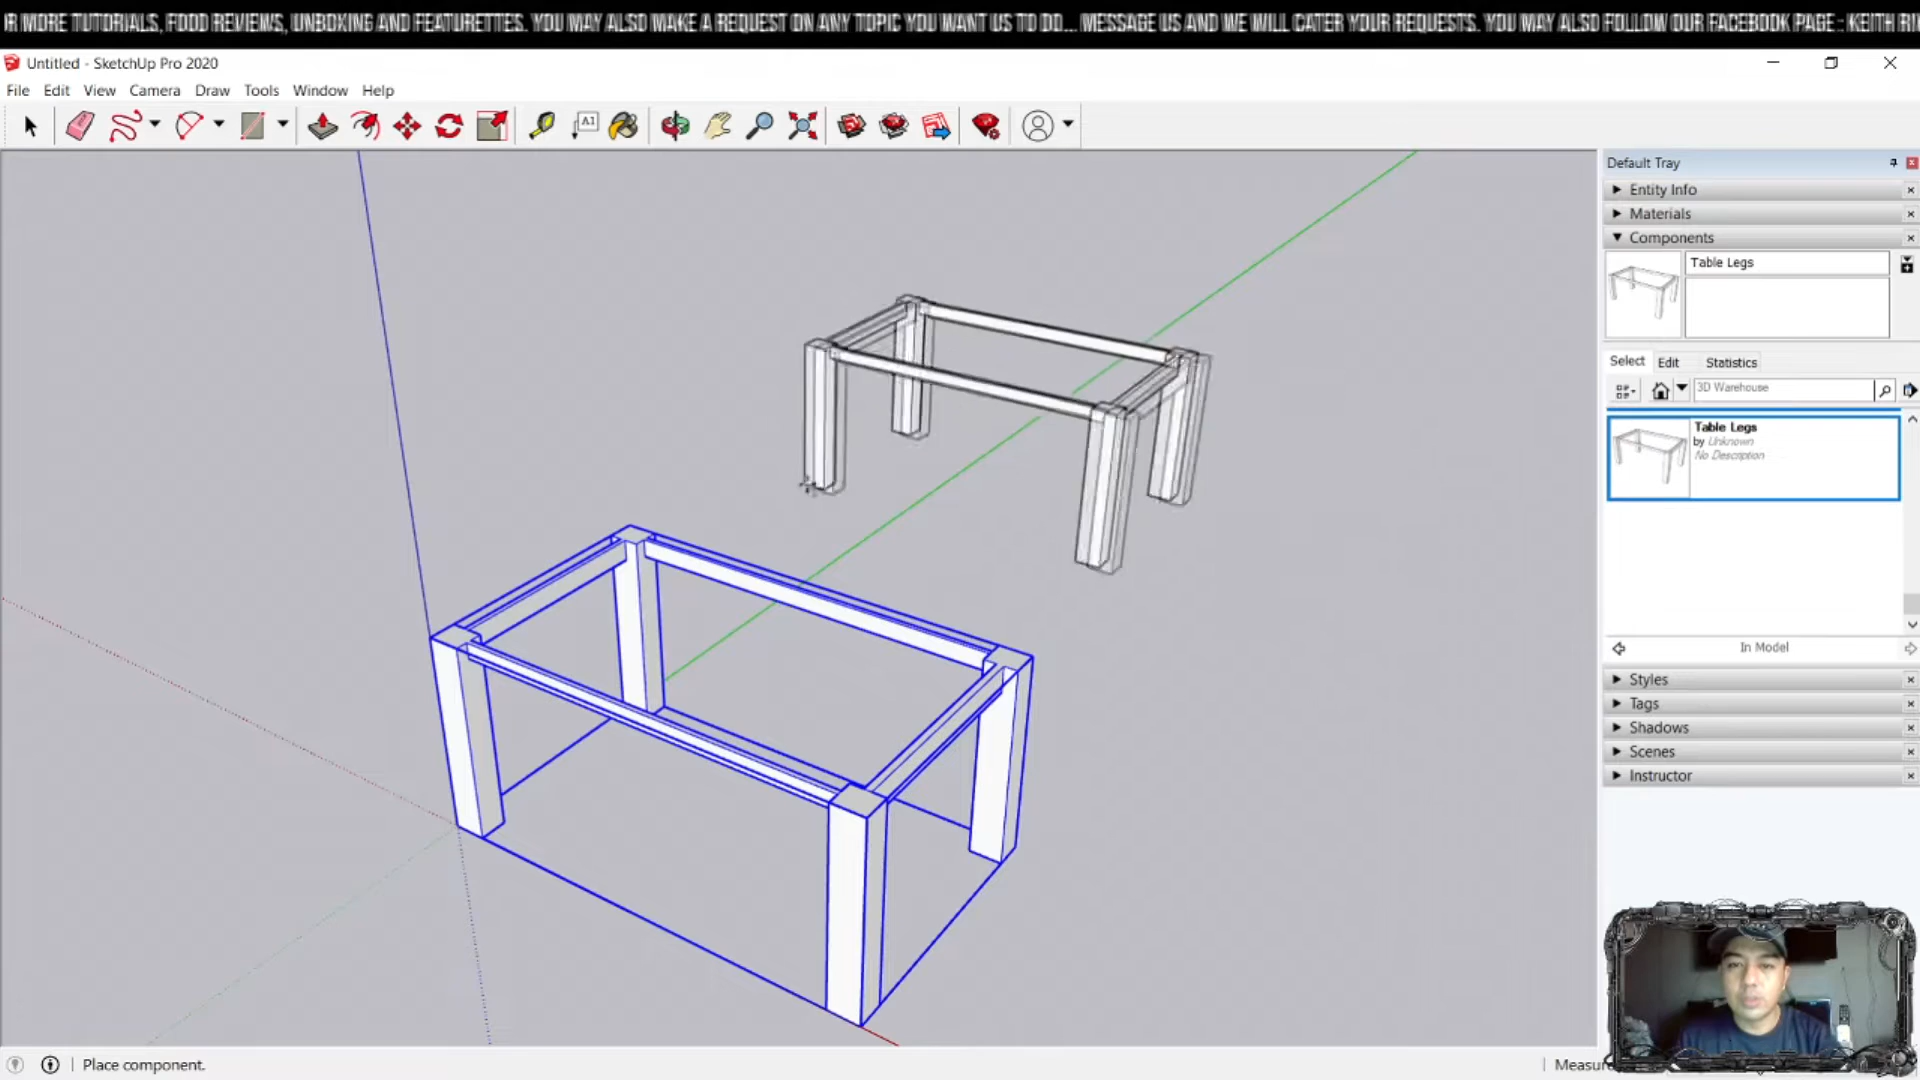 R MORE TUTORIALS, FOOD REVIEWS, UNBOXING AND FEATURETTES. YOU MAY ALSO MAKE A REQUEST ON ANY TOPIC YOU WANT US TO DO... MESSAGE US AND WE WILL CATER YOUR REQUESTS. YOU MAY ALSO FOLLOW OUR FACEBOOK PAGE: KEITH
Untitled - SketchUp Pro 2020
File Edit View Camera Draw Tools Window Help
A1
Default Tray
Entity Info
Materials
Components
Table Legs
Select Edit Statistics
3D Warehouse
Table Legs
by Unknown
No Description
In Model
Styles
Tags
Shadows
Scenes
Instructor
Place component.
Measur